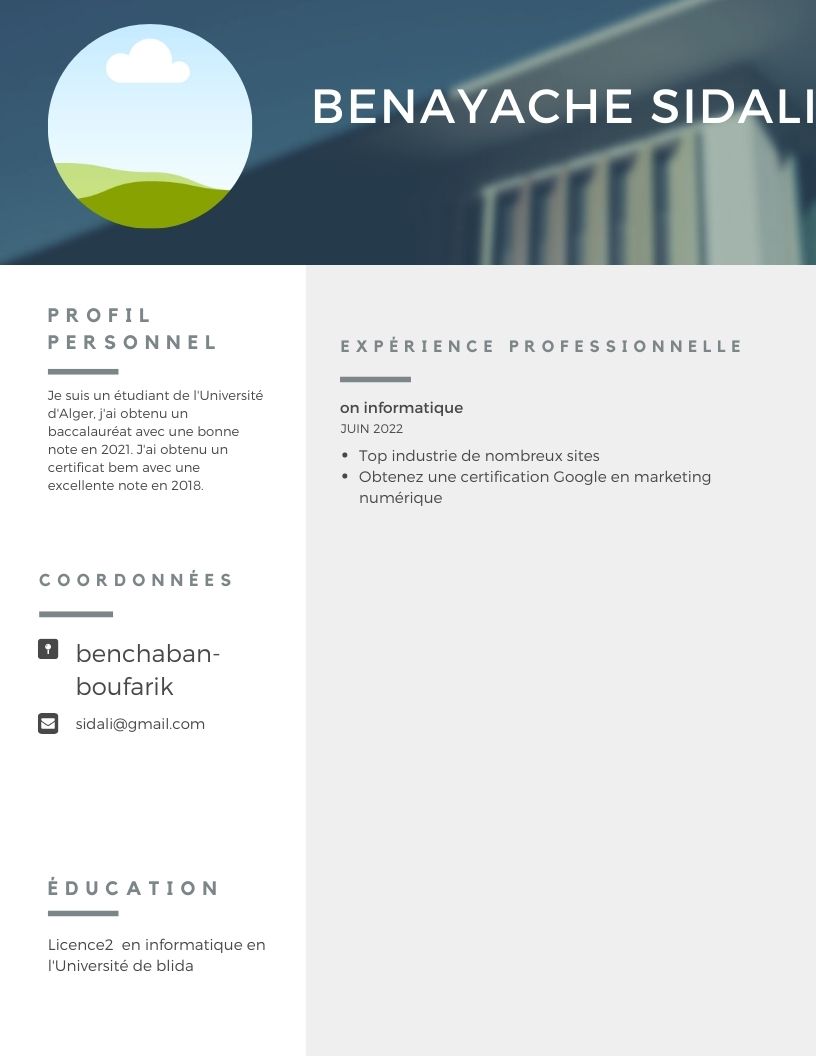 BENAYACHE SIDALI
PROFIL
PERSONNEL
Je suis un étudiant de l'Université
d'Alger, j'ai obtenu un
baccalauréat avec une bonne
note en 2021. J'ai obtenu un
certificat bem avec une
excellente note en 2018.
COORDONNÉES
benchaban-
boufarik
sidali@gmail.com
ÉDUCATION
Licence2  en informatique en
l'Université de blida
EXPÉRIENCE PROFESSIONNELLE
on informatique
JUIN 2022
• Top industrie de nombreux sites
• Obtenez une certification Google en marketing
numérique